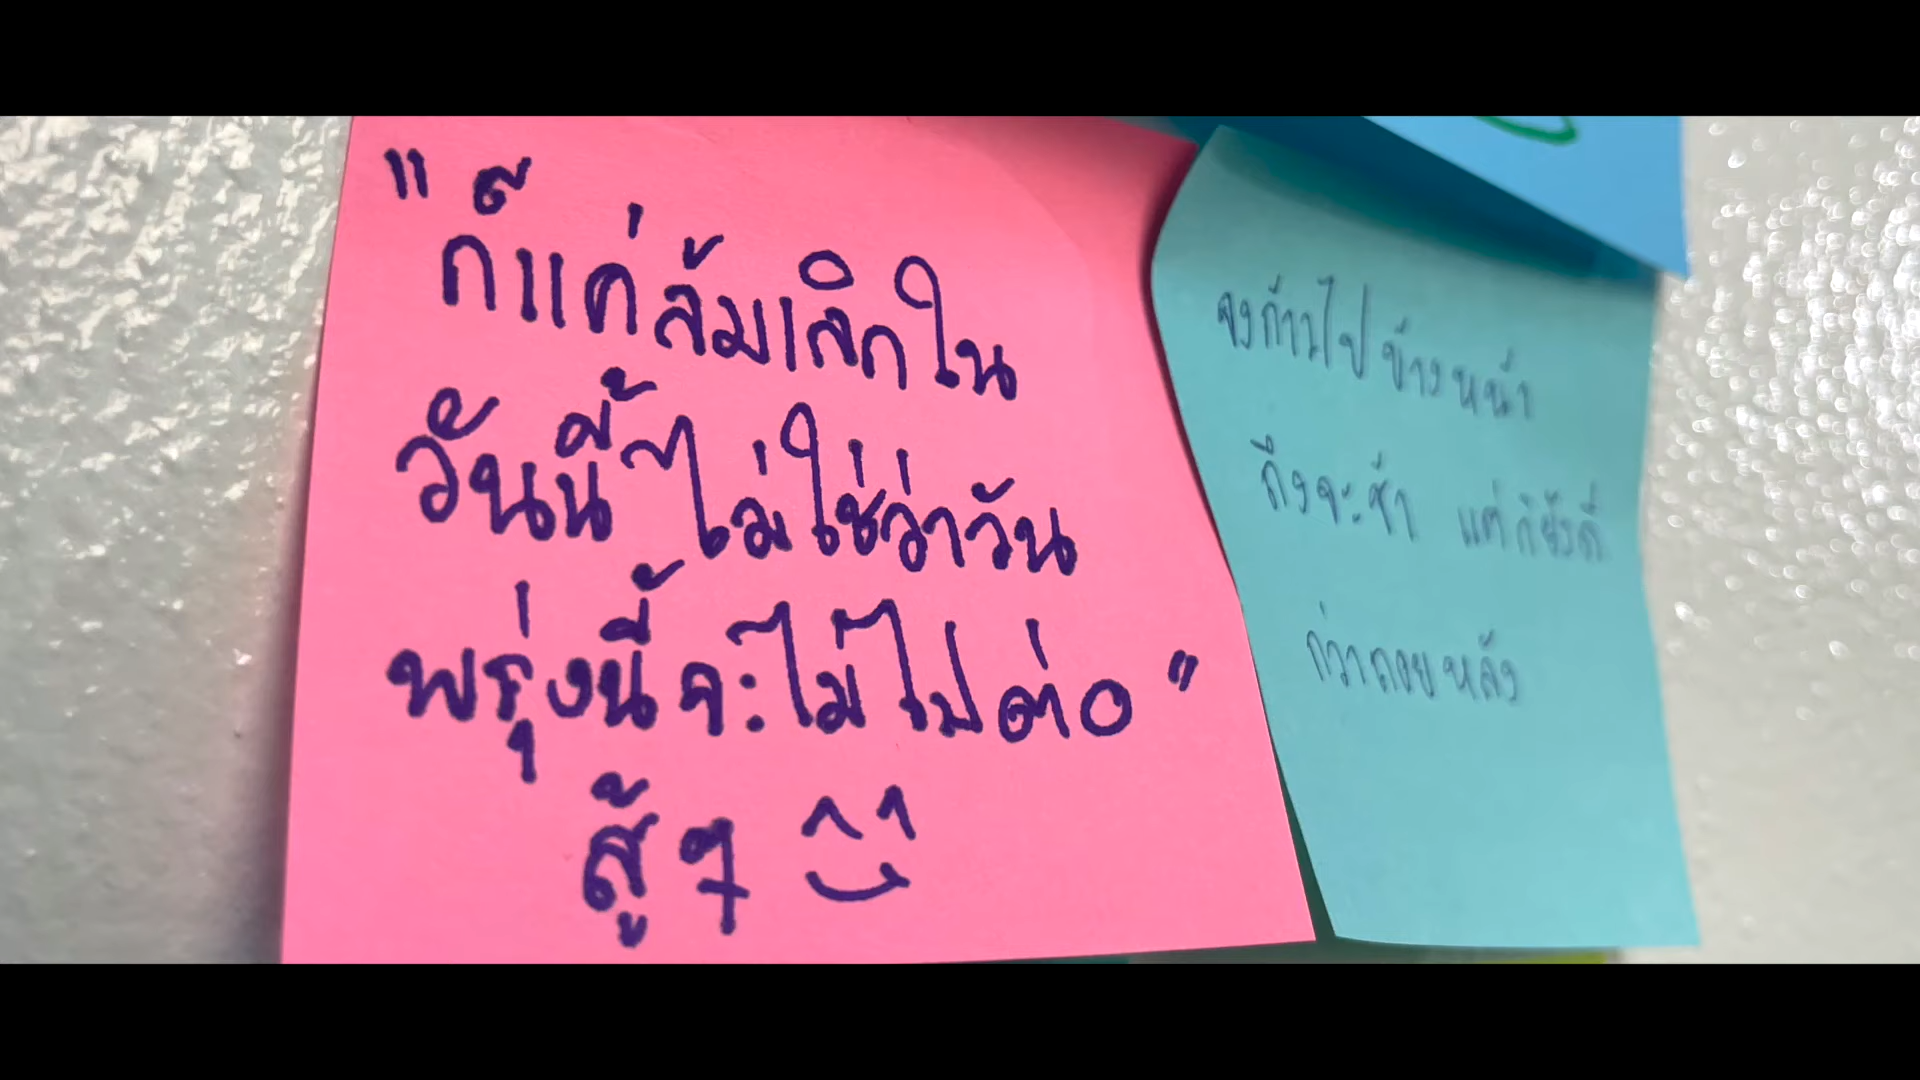 "ก็แค่ล้มเลิกใน
วันนี้ ไม่ใช่ว่าวัน
พรุ่งนี้จะไม่ไปต่อ"
สู้ๆ
จงก้าวไปข้างหน้า
ถึงจะช้า แต่ก็ยังดี
กว่าถอยหลัง